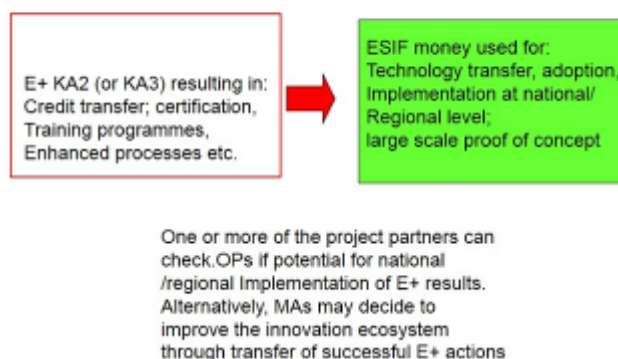 E+ KA2 (or KA3) resulting in:
Credit transfer; certification,
Training programmes,
Enhanced processes etc.
ESIF money used for:
Technology transfer, adoption,
Implementation at national/
Regional level;
large scale proof of concept
One or more of the project partners can
check.OPs if potential for national
/regional Implementation of E+ results.
Alternatively, MAs may decide to
improve the innovation ecosystem
through transfer of successful E+ actions